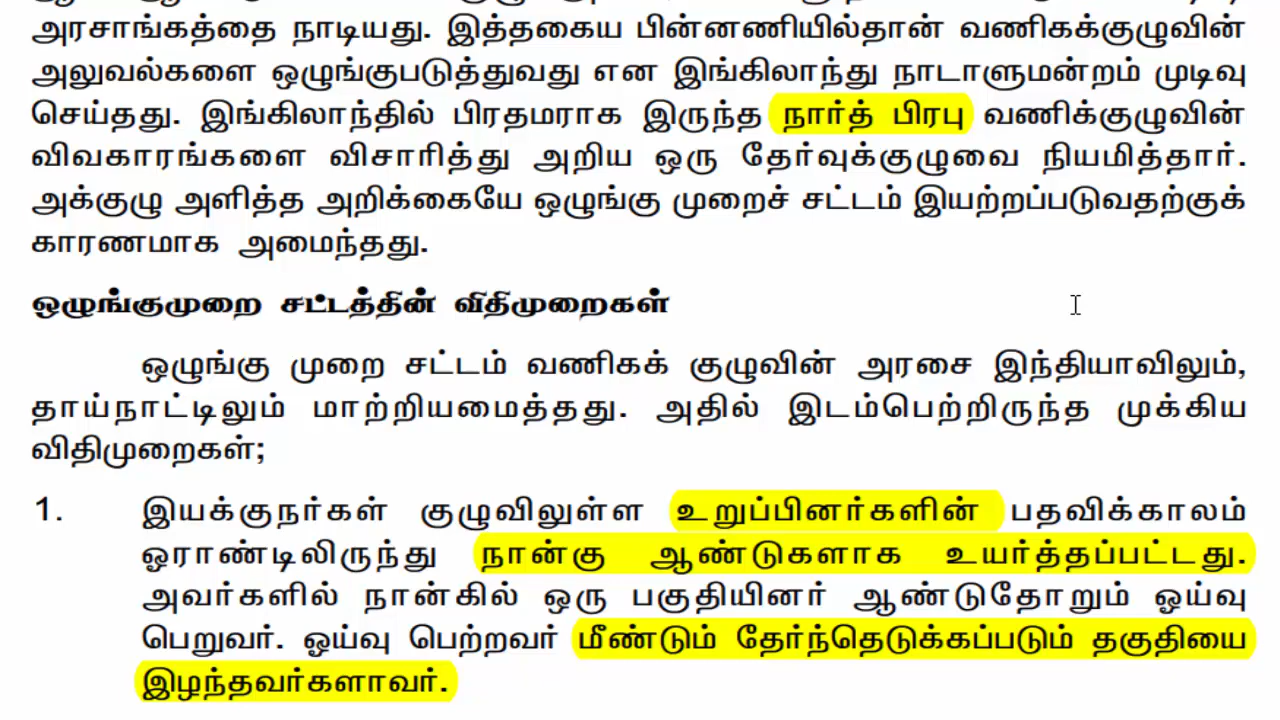 அரசாங்கத்தை நாடியது. இத்தகைய பின்னணியில்தான் வணிகக்குழுவின்
அலுவல்களை ஒழுங்குபடுத்துவது என இங்கிலாந்து நாடாளுமன்றம் முடிவு
செய்தது. இங்கிலாந்தில் பிரதமராக இருந்த நார்த் பிரபு வணிக்குழுவின்
விவகாரங்களை விசாரித்து அறிய ஒரு தேர்வுக்குழுவை நியமித்தார்.
அக்குழு அளித்த அறிக்கையே ஒழுங்கு முறைச் சட்டம் இயற்றப்படுவதற்குக்
காரணமாக அமைந்தது.
ஒழுங்குமுறை சட்டத்தின் விதிமுறைகள்
ஒழுங்கு முறை சட்டம் வணிகக் குழுவின் அரசை இந்தியாவிலும்,
தாய்நாட்டிலும் மாற்றியமைத்தது. அதில் இடம்பெற்றிருந்த முக்கிய
விதிமுறைகள்;
1. இயக்குநர்கள் குழுவிலுள்ள உறுப்பினர்களின் பதவிக்காலம்
ஓராண்டிலிருந்து நான்கு ஆண்டுகளாக உயர்த்தப்பட்டது.
அவர்களில் நான்கில் ஒரு பகுதியினர் ஆண்டுதோறும் ஓய்வு
பெறுவர். ஓய்வு பெற்றவர் மீண்டும் தேர்ந்தெடுக்கப்படும் தகுதியை
இழந்தவர்களாவர்.